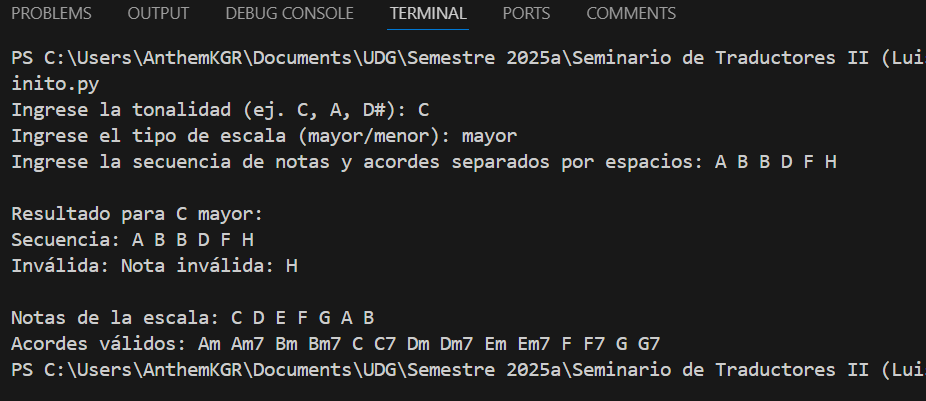 PROBLEMS OUTPUT DEBUG CONSOLE TERMINAL PORTS COMMENTS
PS C:\Users\AnthemKGR\Documents\UDG\Semestre 2025a\Seminario de Traductores II (Lui
inito.py
Ingrese la tonalidad (ej. C, A, D#): C
Ingrese el tipo de escala (mayor/menor): mayor
Ingrese la secuencia de notas y acordes separados por espacios: A B B D F H
Resultado para C mayor:
Secuencia: A B B D F H
Inválida: Nota inválida: H
Notas de la escala: C D E F G A B
Acordes válidos: Am Am7 Bm Bm7 C C7 Dm Dm7 Em Em7 F F7 G G7
PS C:\Users\AnthemKGR\Documents\UDG\Semestre 2025a\Seminario de Traductores II (Lui